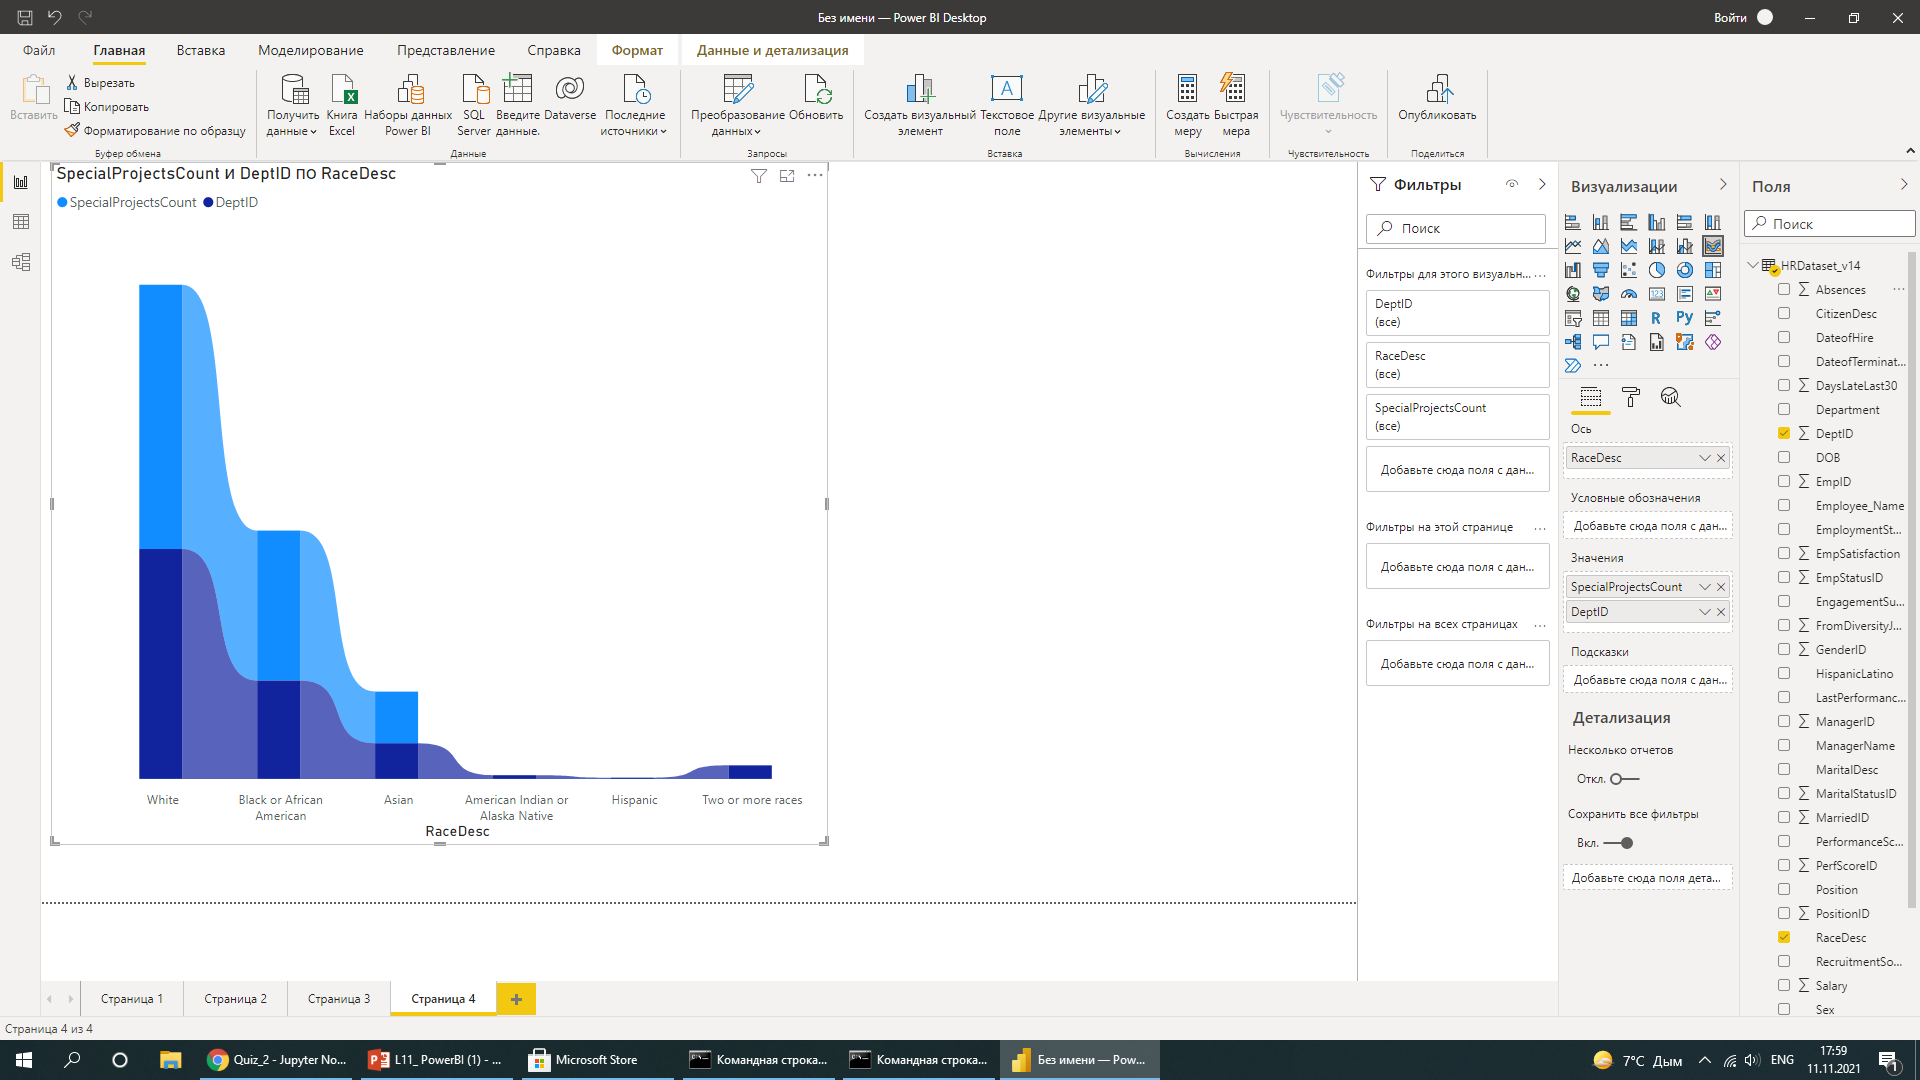 Без имени — Power BI Desktop
Войти
Файл
Главная
Вставка
Моделирование
Представление
Справка
Формат
Данные и детализация
Вставить
Вырезать
Копировать
Форматирование по образцу
Буфер обмена
Получить
данные
Книга
Excel
Наборы данных
Power BI
SQL
Server
Введите
данные.
Dataverse
Последние
источники
Данные
Преобразование
данных
Обновить
Запросы
Создать визуальный
элемент
Текстовое
поле
Другие визуальные
элементы
Вставка
Создать
меру
Быстрая
мера
Вычисления
Чувствительность
Чувствительность
Опубликовать
Поделиться
SpecialProjectsCount и DeptID по RaceDesc
SpecialProjectsCount DeptID
White
Black or African
American
Asian
American Indian or
Alaska Native
Hispanic
Two or more races
RaceDesc
Фильтры
Поиск
Фильтры для этого визуальн...
DeptID
(все)
RaceDesc
(все)
SpecialProjectsCount
(все)
Добавьте сюда поля с дан...
Фильтры на этой странице
Добавьте сюда поля с дан...
Фильтры на всех страницах
Добавьте сюда поля с дан...
Визуализации
R
Py
123
Ось
RaceDesc
Условные обозначения
Добавьте сюда поля с дан...
Значения
SpecialProjectsCount
DeptID
Подсказки
Добавьте сюда поля с дан...
Детализация
Несколько отчетов
Откл.
Сохранить все фильтры
Вкл.
Добавьте сюда поля дета...
Поля
Поиск
HRDataset_v14
Absences
CitizenDesc
DateofHire
DateofTerminat...
DaysLateLast30
Department
DeptID
DOB
EmpID
Employee_Name
EmploymentSt...
EmpSatisfaction
EmpStatusID
EngagementSu...
FromDiversityJ...
GenderID
HispanicLatino
LastPerformanc...
ManagerID
ManagerName
MaritalDesc
MaritalStatusID
MarriedID
PerformanceSc...
PerfScoreID
Position
PositionID
RaceDesc
RecruitmentSo...
Salary
Sex
Страница 1
Страница 2
Страница 3
Страница 4
Страница 4 из 4
Quiz_2 - Jupyter No...
L11_ PowerBI (1) - ...
Microsoft Store
Командная строка...
Командная строка...
Без имени — Pow...
7°C Дым
ENG
17:59
11.11.2021
1